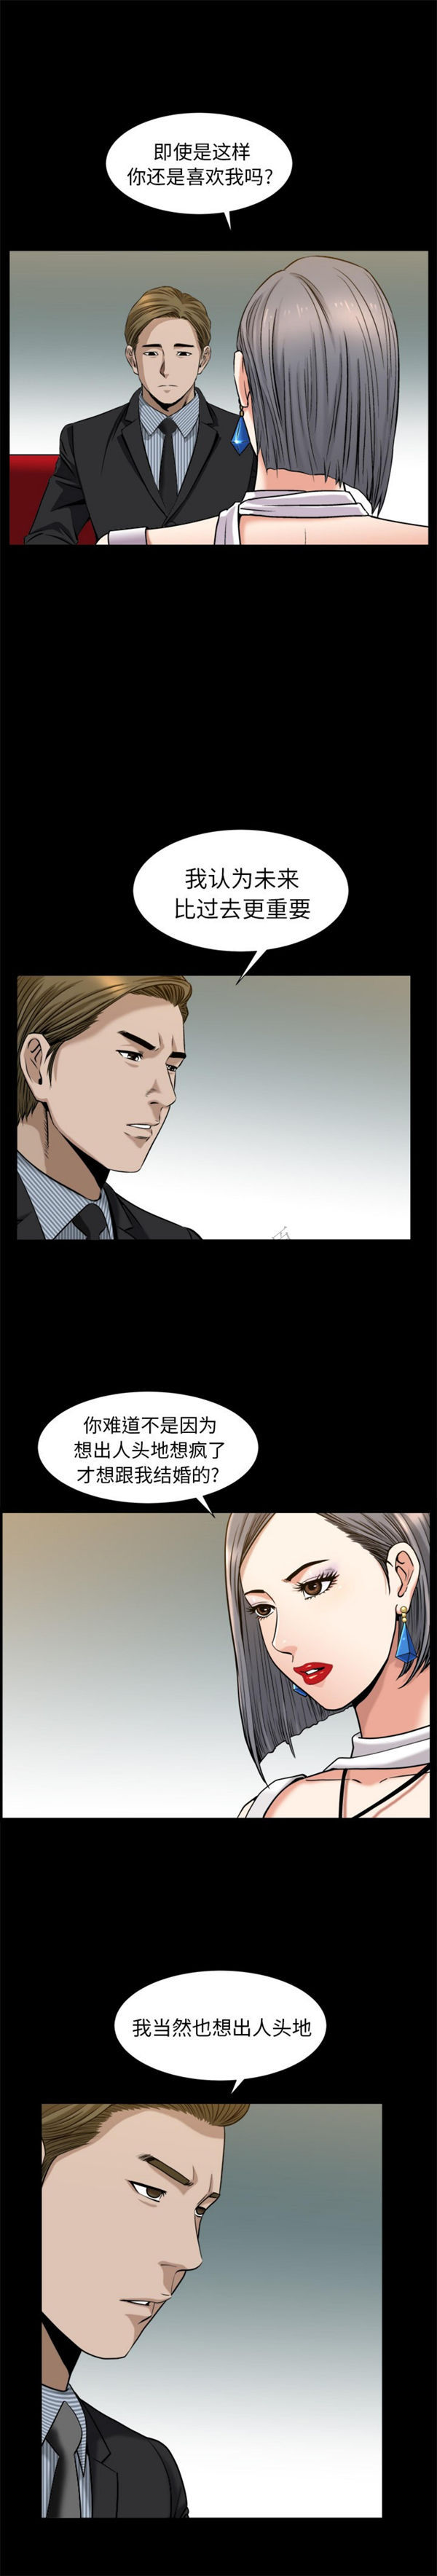 即使是这样
你还是喜欢我吗?
我认为未来
比过去更重要
你难道不是因为
想出人头地想疯了
才想跟我结婚的?
我当然也想出人头地